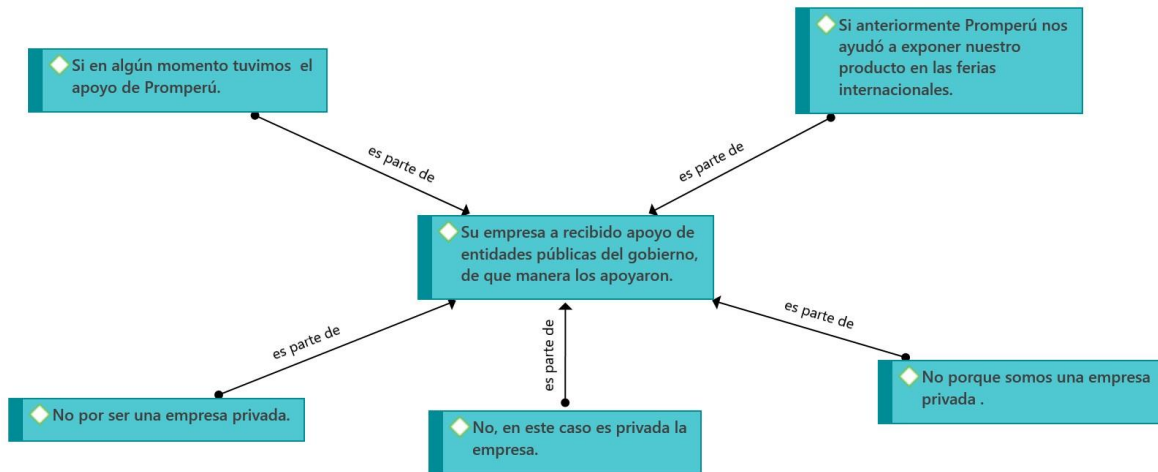 Si en algún momento tuvimos el
apoyo de Promperú.
Si anteriormente Promperú nos
ayudó a exponer nuestro
producto en las ferias
internacionales.
es parte de
es parte de
Su empresa a recibido apoyo de
entidades públicas del gobierno,
de que manera los apoyaron.
es parte de
es parte de
es parte de
No por ser una empresa privada.
No, en este caso es privada la
empresa.
No porque somos una empresa
privada .